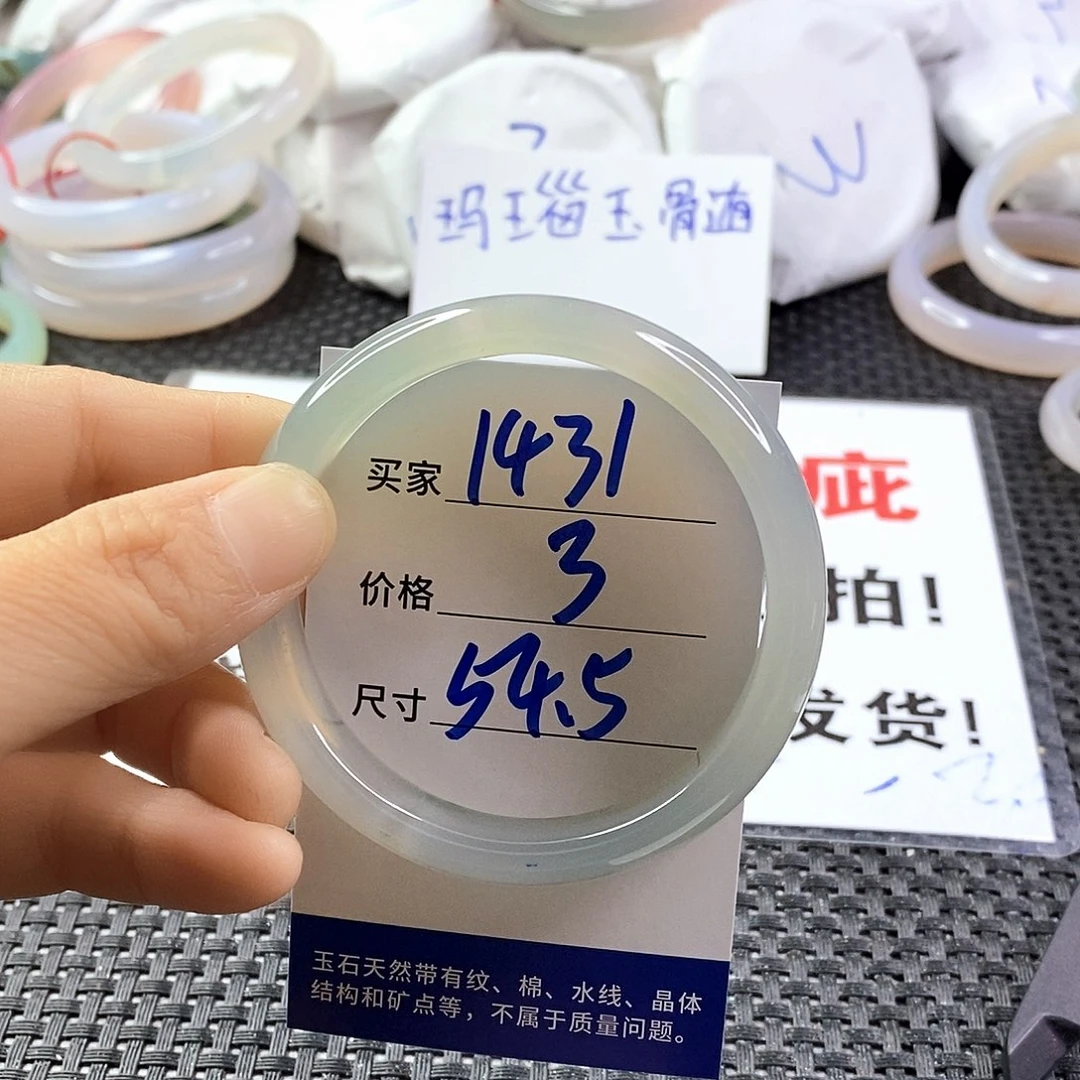 玛瑙玉骨髓
买家 1431
价格 3
尺寸 54.5
疵
拍!
发货!
玉石天然带有纹、棉、水线、晶体
结构和矿点等，不属于质量问题。